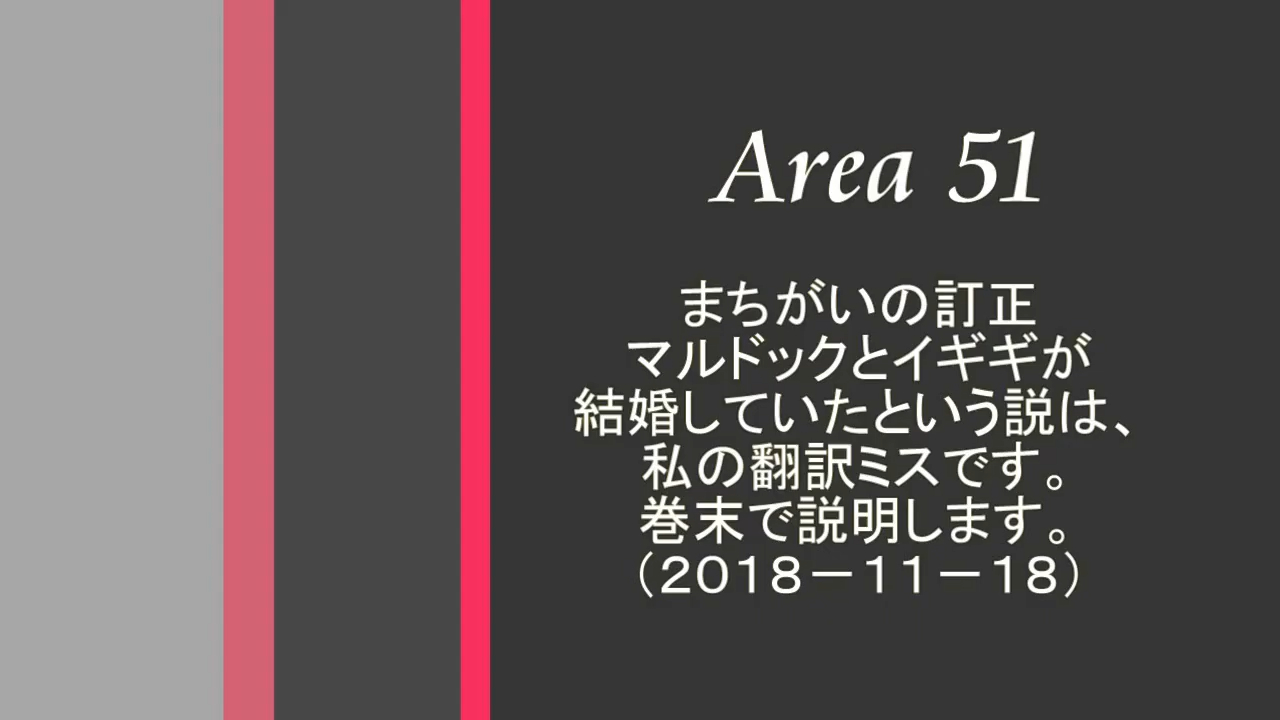 Area 51
まちがいの訂正
マルドックとイギギが
結婚していたという説は、
私の翻訳ミスです。
巻末で説明します。
（２０１８－１１－１８）